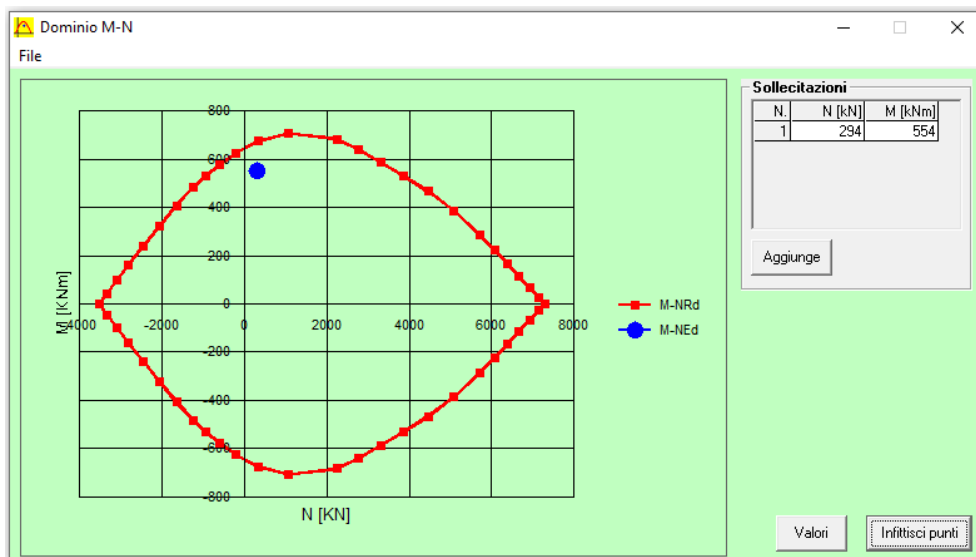 Dominio M-N
File
800
600
400
200
0
-200
-400
-600
-800
4000
-2000
0
2000
4000
6000
8000
M [KNm]
N [KN]
M-NRd
M-NEd
Sollecitazioni
N. N [kN] M [kNm]
1 294 554
Aggiunge
Valori
Infittisci punti